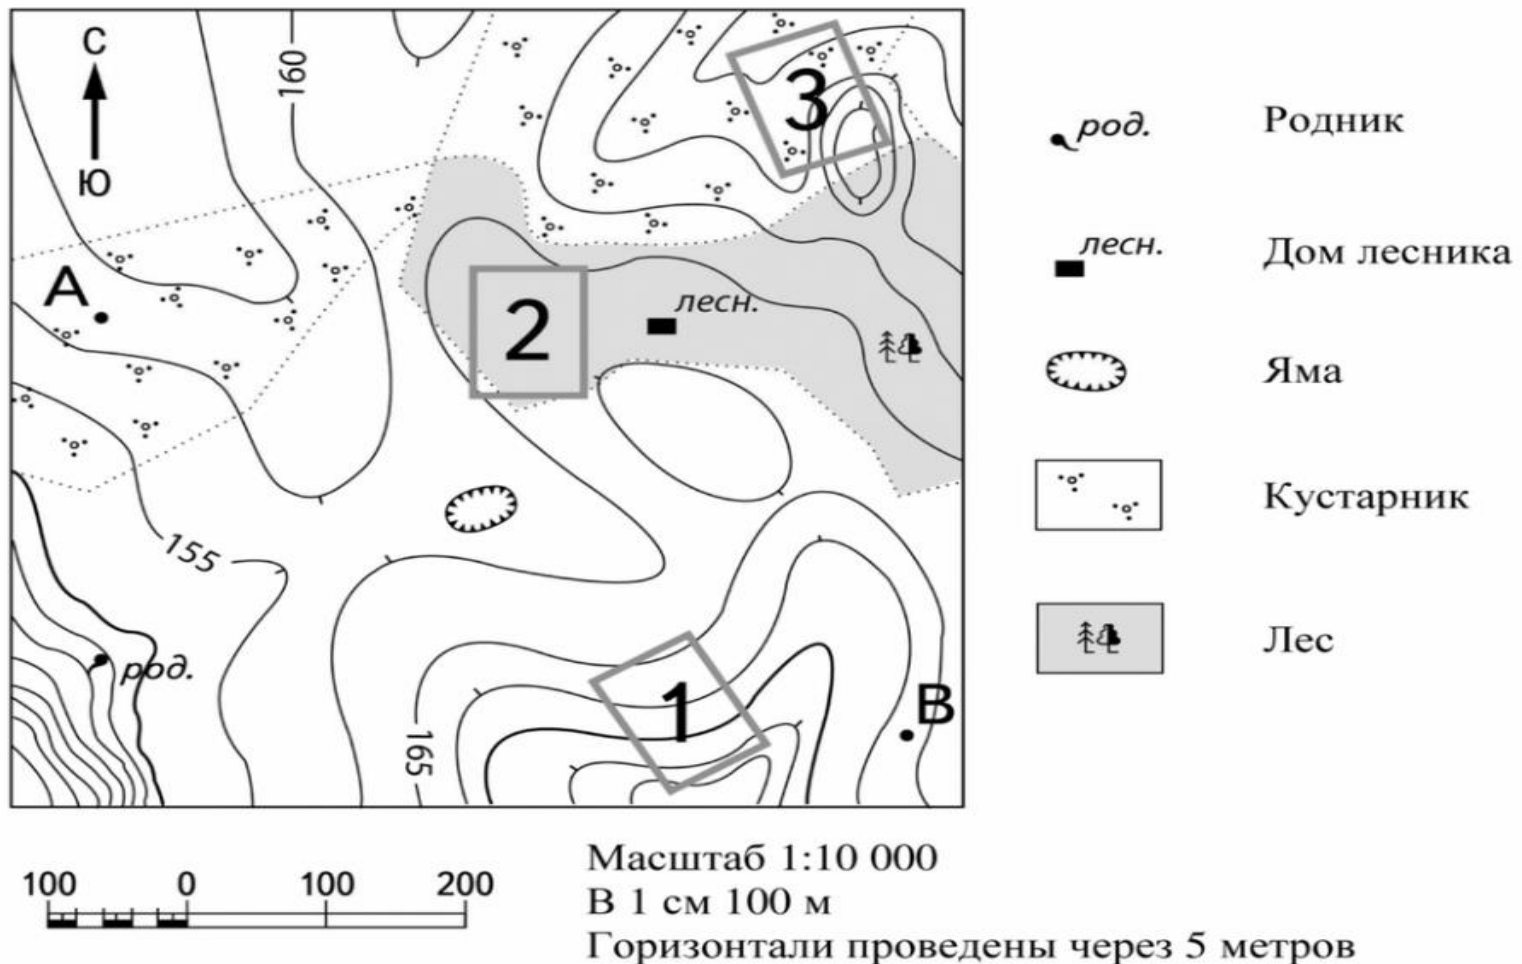 С
Ю
160
3
А
2
лесн.
155
род.
1
165
В
род.
Родник
лесн.
Дом лесника
Яма
Кустарник
Лес
100 0 100 200
Масштаб 1:10 000
В 1 см 100 м
Горизонтали проведены через 5 метров